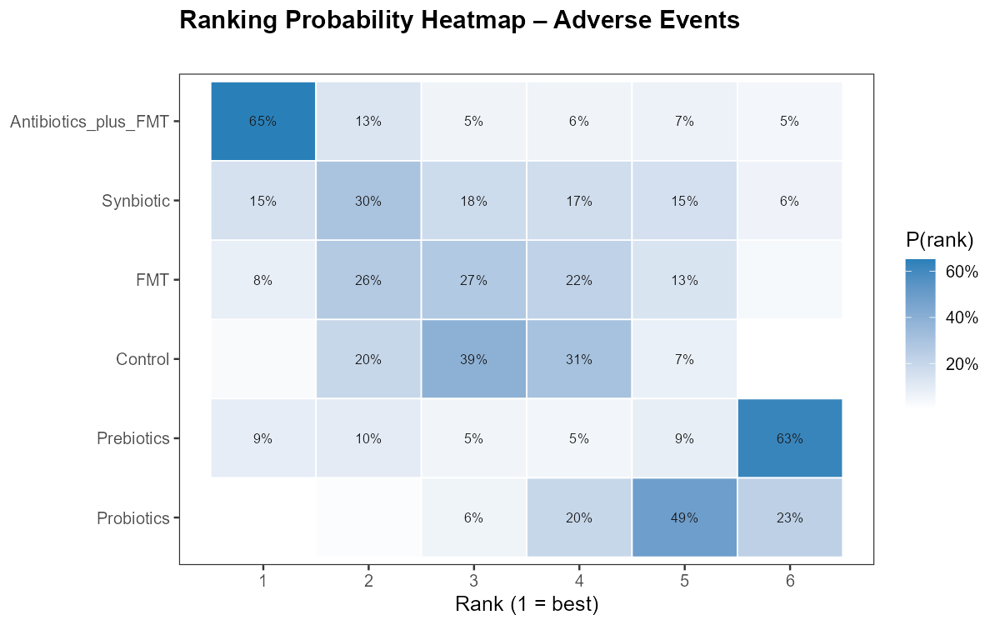 Ranking Probability Heatmap – Adverse Events
Antibiotics_plus_FMT 65% 13% 5% 6% 7% 5%
Synbiotic 15% 30% 18% 17% 15% 6%
FMT 8% 26% 27% 22% 13%
Control 20% 39% 31% 7%
Prebiotics 9% 10% 5% 5% 9% 63%
Probiotics 6% 20% 49% 23%
1 2 3 4 5 6
Rank (1 = best)
P(rank)
60%
40%
20%